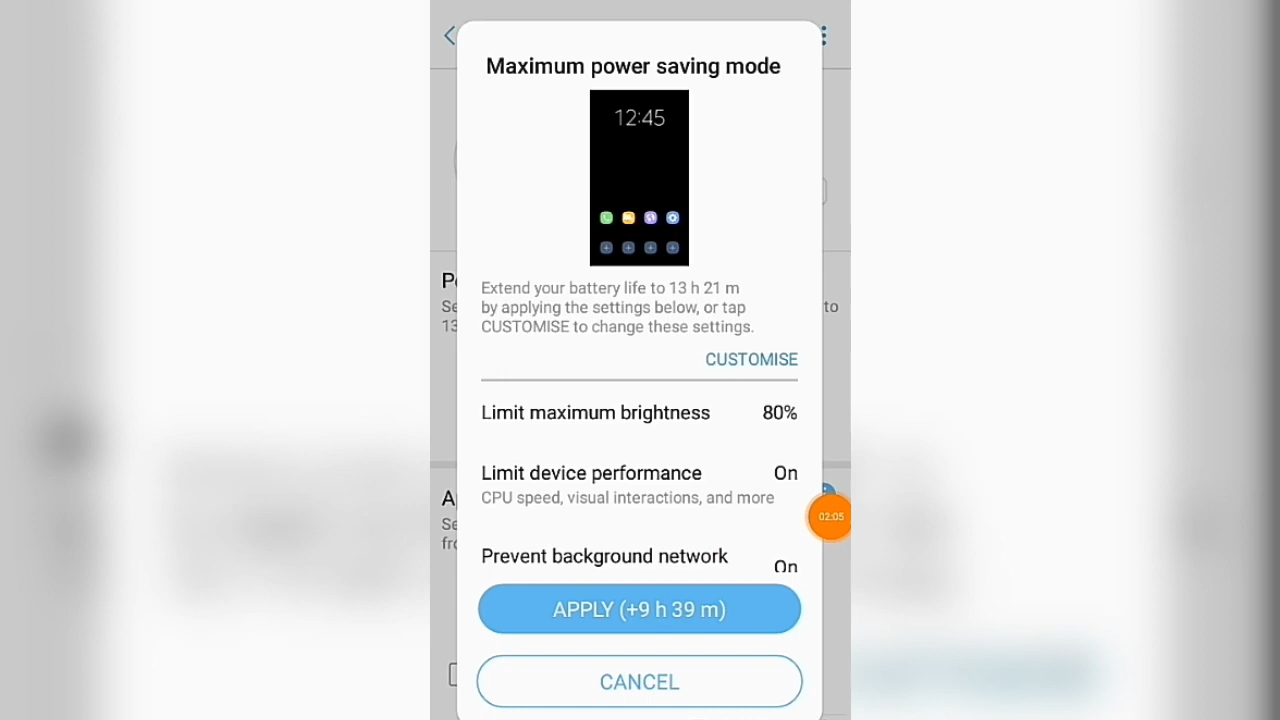 Maximum power saving mode
12:45
Extend your battery life to 13 h 21 m
by applying the settings below, or tap
CUSTOMISE to change these settings.
CUSTOMISE
Limit maximum brightness 80%
Limit device performance On
CPU speed, visual interactions, and more
02:05
Prevent background network On
APPLY (+9 h 39 m)
CANCEL
to
13